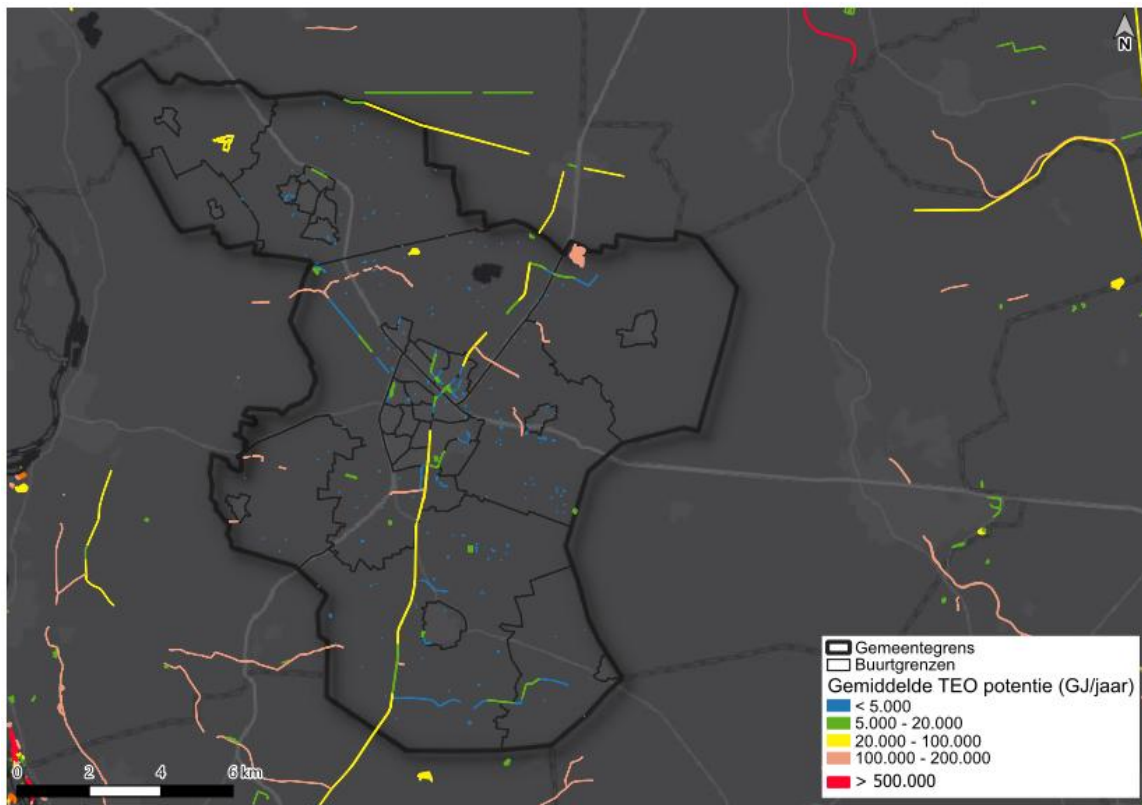 N
Gemeentegrens
Buurtgrenzen
Gemiddelde TEO potentie (GJ/jaar)
< 5.000
5.000 - 20.000
20.000 - 100.000
100.000 - 200.000
> 500.000
0 2 4 6 km